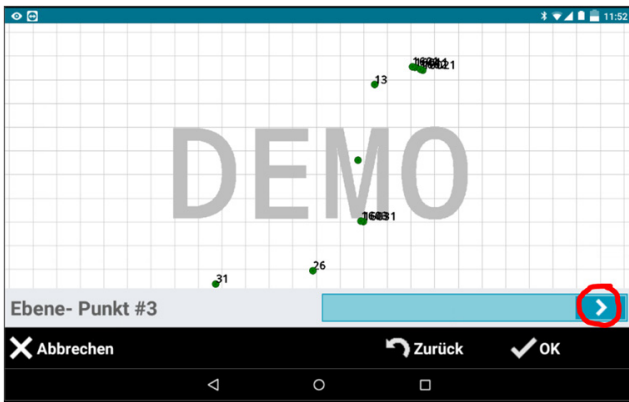 11:52
13
DEMO
26
31
Ebene- Punkt #3
Abbrechen
Zurück
OK